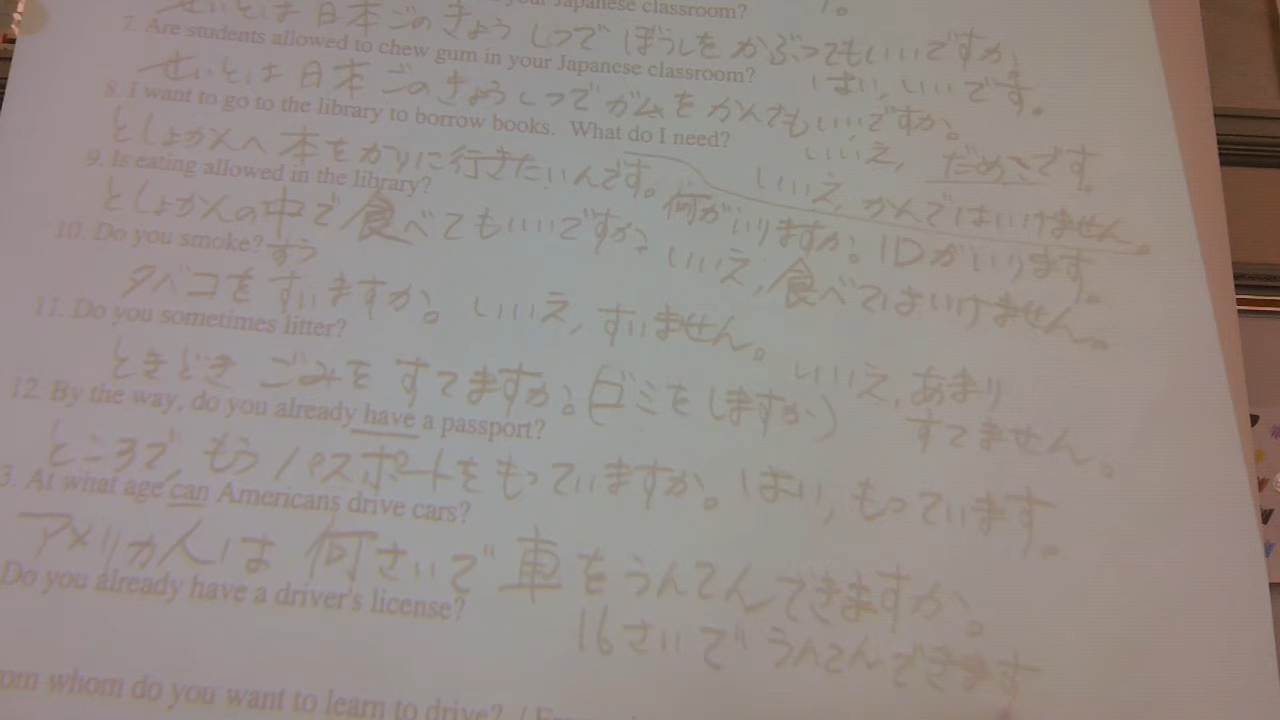 your Japanese classroom?
せいとは日本ごのきょうしつでぼうしをかぶってもいいですか。
はい, いいです。
7. Are students allowed to chew gum in your Japanese classroom?
せいとは日本ごのきょうしつでガムをかんでもいいですか。
いいえ, だめです。
いいえ, かんではいけません。
8. I want to go to the library to borrow books. What do I need?
としょかんへ本をかりに行きたいんです。何がいりますか。IDがいります。
9. Is eating allowed in the library?
としょかんの中で食べてもいいですか。いいえ, 食べてはいけません。
10. Do you smoke? すう
タバコをすいますか。いいえ, すいません。
11. Do you sometimes litter?
ときどきごみをすてますか。(ゴミをしますか)
いいえ, あまりすてません。
12. By the way, do you already have a passport?
ところで, もうパスポートをもっていますか。はい, もっています。
3. At what age can Americans drive cars?
アメリカ人は何さいで車をうんてんできますか。
16さいでうんてんできます
Do you already have a driver's license?
om whom do you want to learn to drive? /